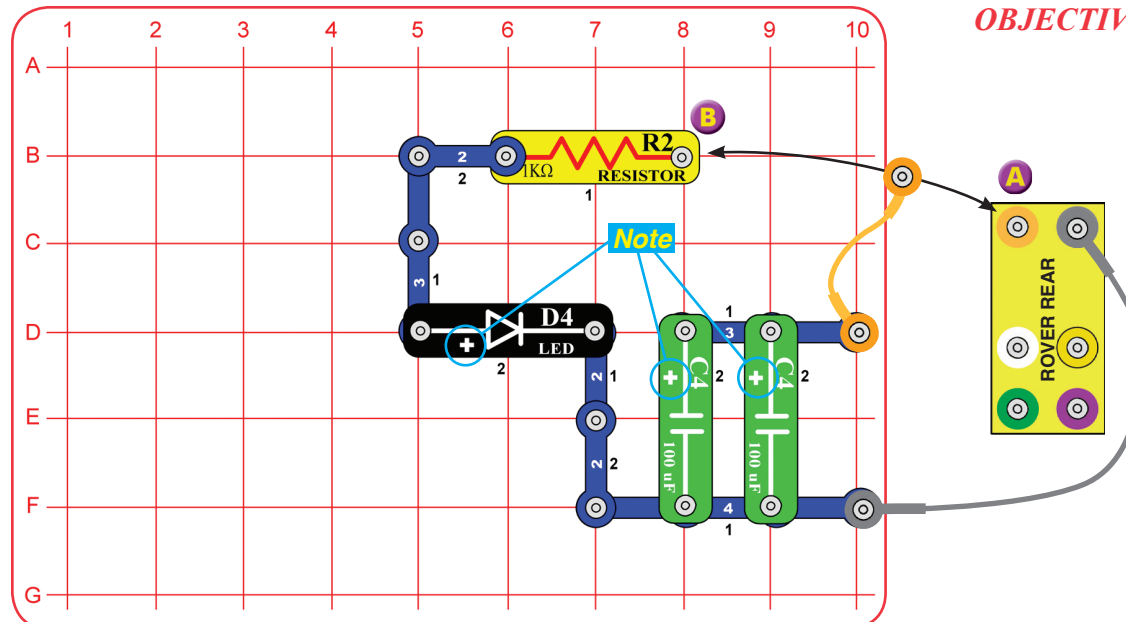 OBJECTIV
1 2 3 4 5 6 7 8 9 10
A
B
B
A
2
2
R2
1KΩ
RESISTOR
1
C
Note
ROVER REAR
3
1
D
+
D4
LED
2
1
3
2
1
+
C4
2
+
C4
2
E
2
2
100 uF
100 uF
F
4
1
G